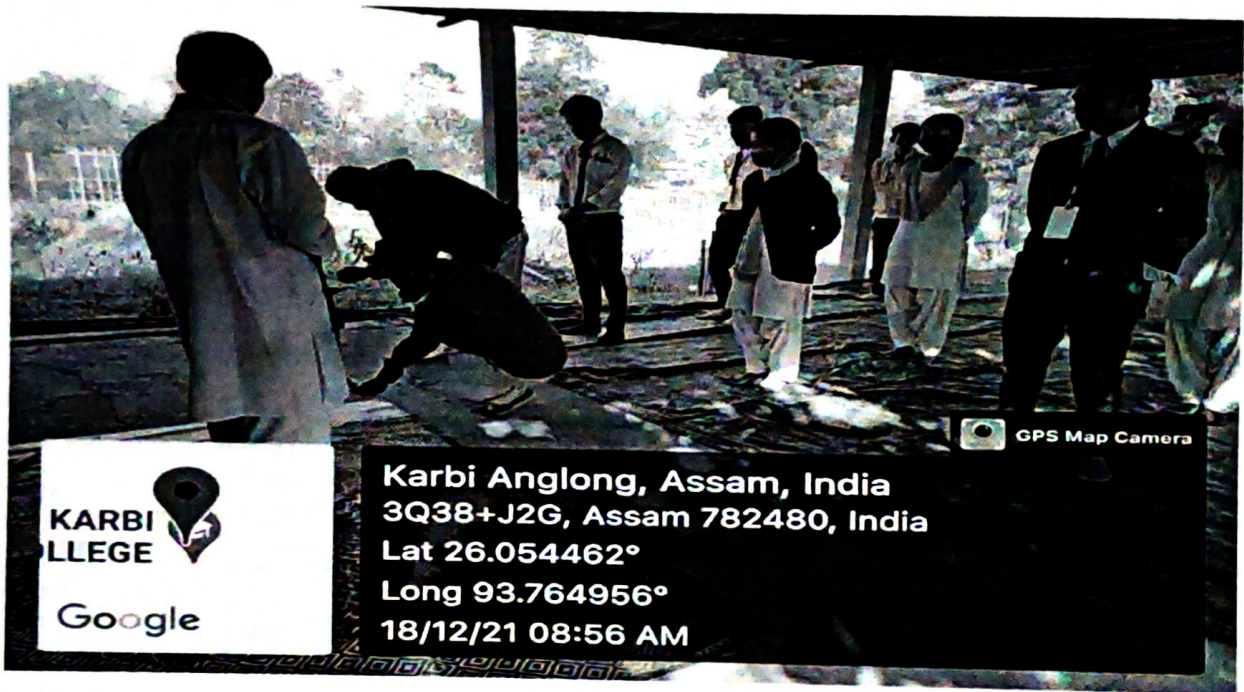 GPS Map Camera
KARBI
OLLEGE
Google
Karbi Anglong, Assam, India
3Q38+J2G, Assam 782480, India
Lat 26.054462°
Long 93.764956°
18/12/21 08:56 AM